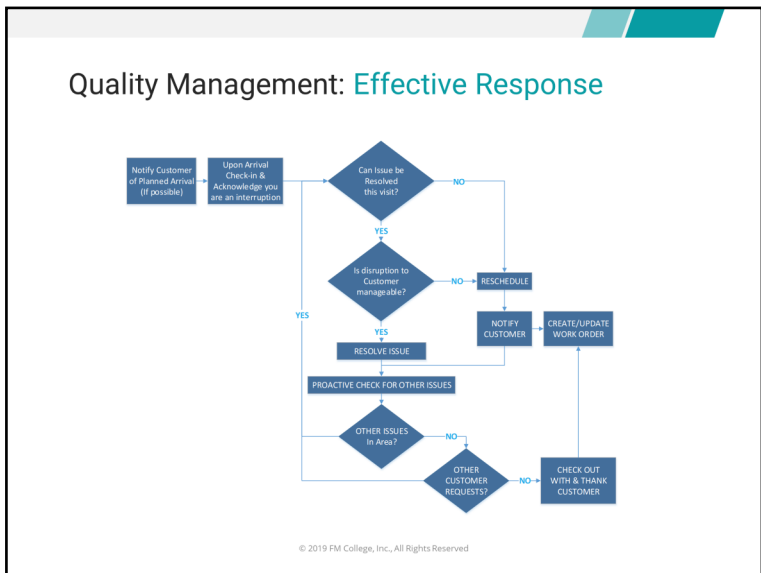 Quality Management: Effective Response
Notify Customer
of Planned Arrival
(If possible)
Upon Arrival
Check-in &
Acknowledge you
are an interruption
Can Issue be
Resolved
this visit?
NO
YES
Is disruption to
Customer
manageable?
NO
RESCHEDULE
YES
YES
NOTIFY
CUSTOMER
CREATE/UPDATE
WORK ORDER
RESOLVE ISSUE
PROACTIVE CHECK FOR OTHER ISSUES
OTHER ISSUES
In Area?
NO
OTHER
CUSTOMER
REQUESTS?
NO
CHECK OUT
WITH & THANK
CUSTOMER
© 2019 FM College, Inc., All Rights Reserved